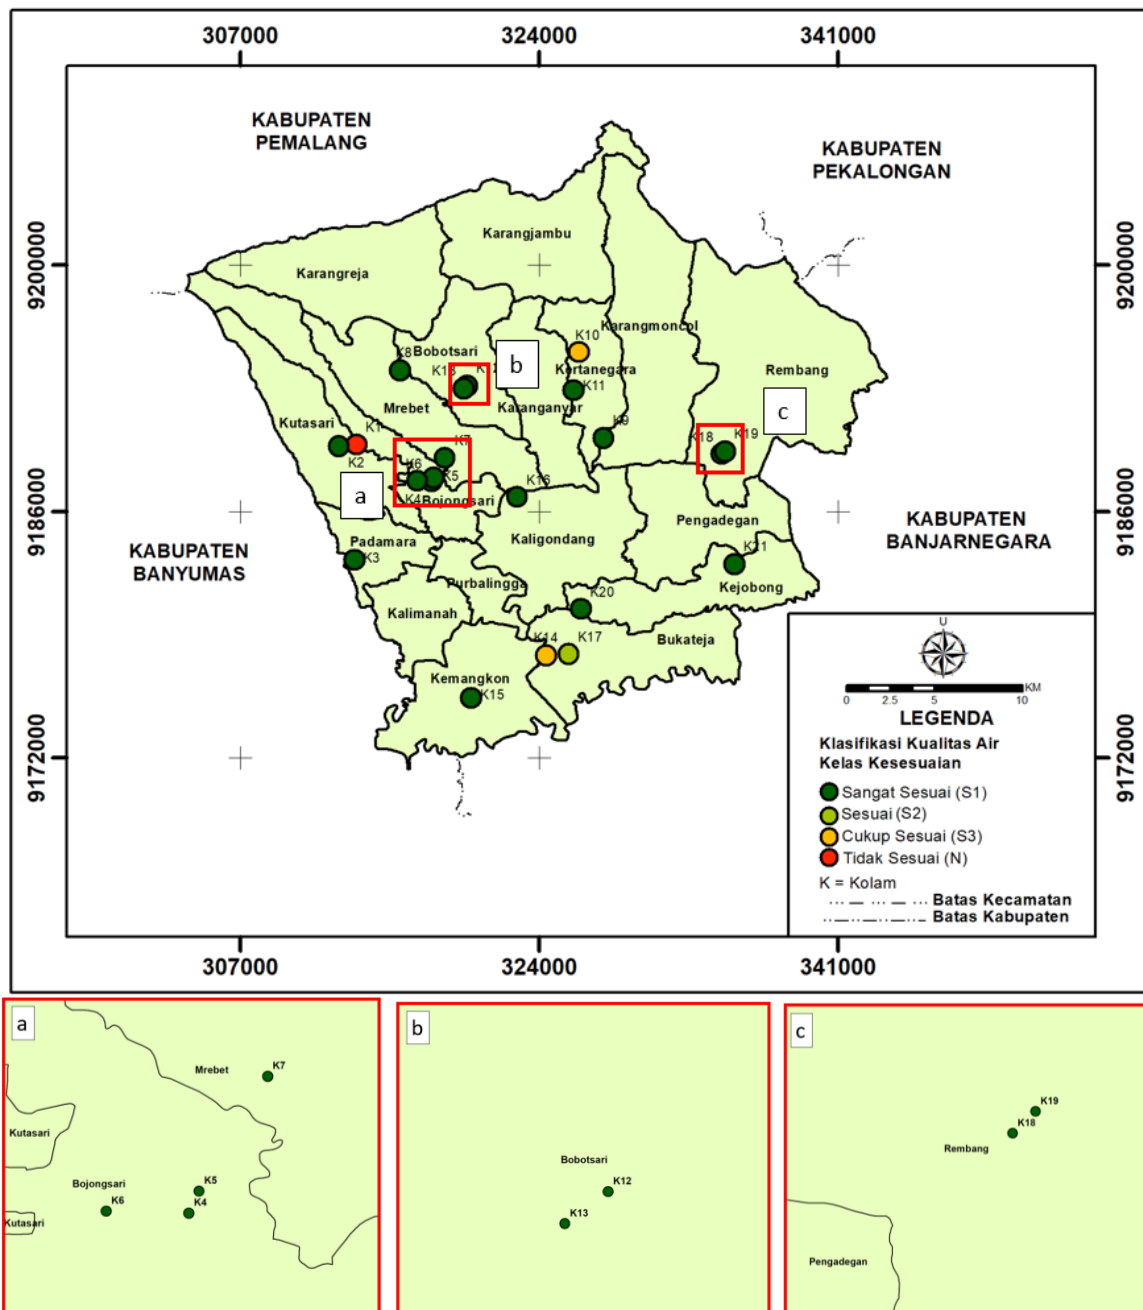 307000
324000
341000
KABUPATEN
PEMALANG
KABUPATEN
PEKALONGAN
9200000
9200000
Karangjambu
Karangreja
Karangmoncol
K10
Bobotsari
b
K8
Kertanegara
Rembang
K13
K11
Karanganyar
Mrebet
c
Kutasari
K1
K9
K18
K19
K7
K2
K6
K5
a
K4
Bojongsari
K16
9186000
9186000
Pengadegan
KABUPATEN
BANJARNEGARA
Kaligondang
Padamara
KABUPATEN
BANYUMAS
K3
K21
Purbalingga
Kejobong
Kalimanah
K20
Bukateja
K14
K17
Kemangkon
K15
U
KM
0
2.5
5
10
LEGENDA
Klasifikasi Kualitas Air
Kelas Kesesuaian
Sangat Sesuai (S1)
Sesuai (S2)
Cukup Sesuai (S3)
Tidak Sesuai (N)
K = Kolam
Batas Kecamatan
Batas Kabupaten
9172000
9172000
307000
324000
341000
a
Mrebet
K7
Kutasari
Bojongsari
K5
K6
K4
Kutasari
b
Bobotsari
K12
K13
c
K19
K18
Rembang
Pengadegan